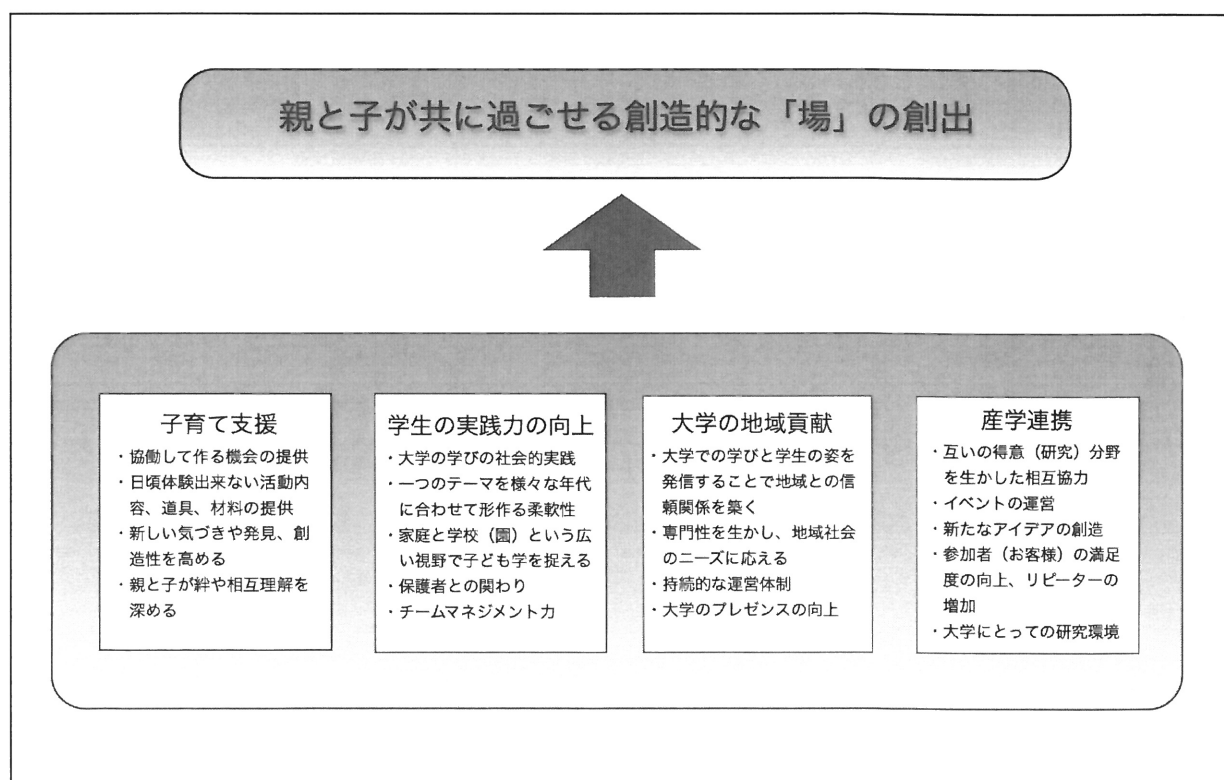 親と子が共に過ごせる創造的な「場」の創出
子育て支援
・協働して作る機会の提供
・日頃体験出来ない活動内
容、道具、材料の提供
・新しい気づきや発見、創
造性を高める
・親と子が絆や相互理解を
深める
学生の実践力の向上
・大学の学びの社会的実践
・一つのテーマを様々な年代
に合わせて形作る柔軟性
・家庭と学校（園）という広
い視野で子ども学を捉える
・保護者との関わり
・チームマネジメント力
大学の地域貢献
・大学での学びと学生の姿を
発信することで地域との信
頼関係を築く
・専門性を生かし、地域社会
のニーズに応える
・持続的な運営体制
・大学のプレゼンスの向上
産学連携
・互いの得意（研究）分野
を生かした相互協力
・イベントの運営
・新たなアイデアの創造
・参加者（お客様）の満足
度の向上、リピーターの
増加
・大学にとっての研究環境